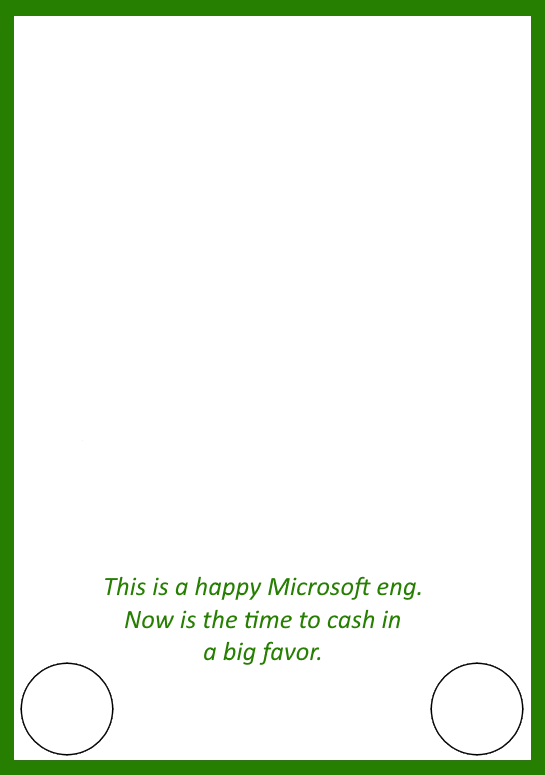 This is a happy Microsoft eng.
Now is the time to cash in
a big favor.